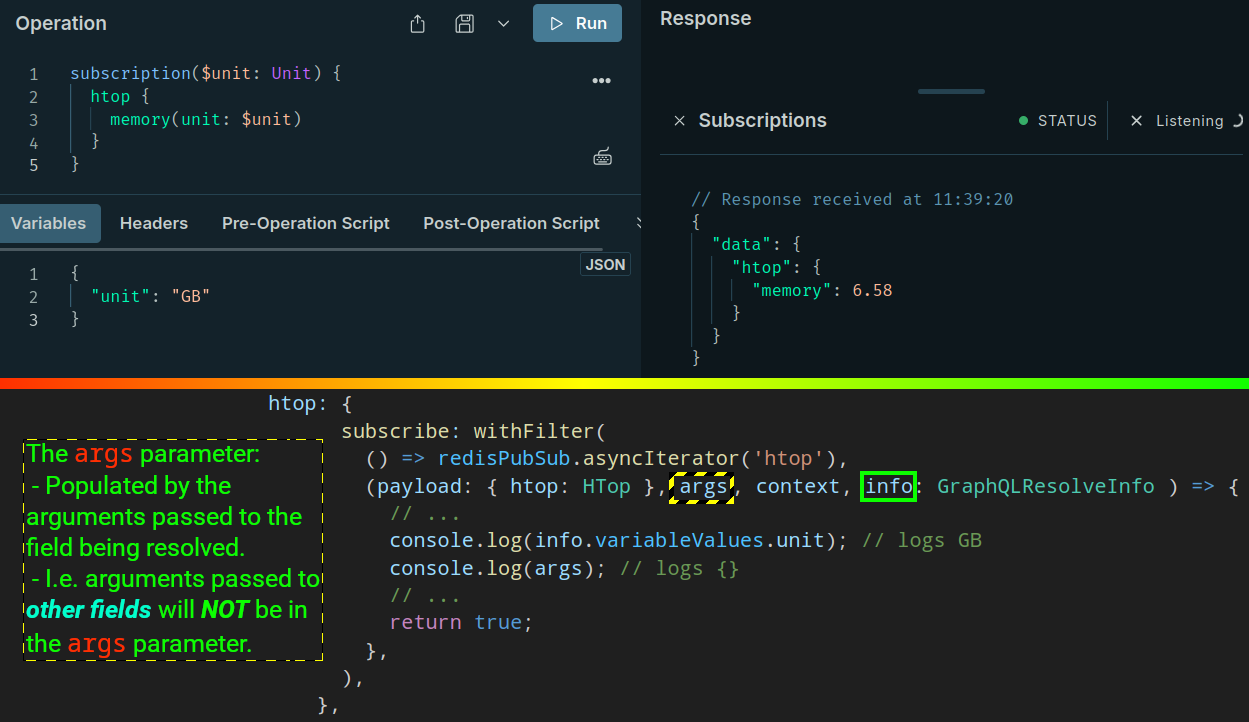 Operation
Run
1 subscription($unit: Unit) {
2 htop {
3 memory(unit: $unit)
4 }
5 }
Variables Headers Pre-Operation Script Post-Operation Script
JSON
1 {
2 "unit": "GB"
3 }
Response
Subscriptions
STATUS
Listening
// Response received at 11:39:20
{
"data": {
"htop": {
"memory": 6.58
}
}
}
The args parameter:
- Populated by the
arguments passed to the
field being resolved.
- I.e. arguments passed to
other fields will NOT be in
the args parameter.
htop: {
subscribe: withFilter(
() => redisPubSub.asyncIterator('htop'),
(payload: { htop: HTop }, args, context, info: GraphQLResolveInfo ) => {
// ...
console.log(info.variableValues.unit); // logs GB
console.log(args); // logs {}
// ...
return true;
},
),
},